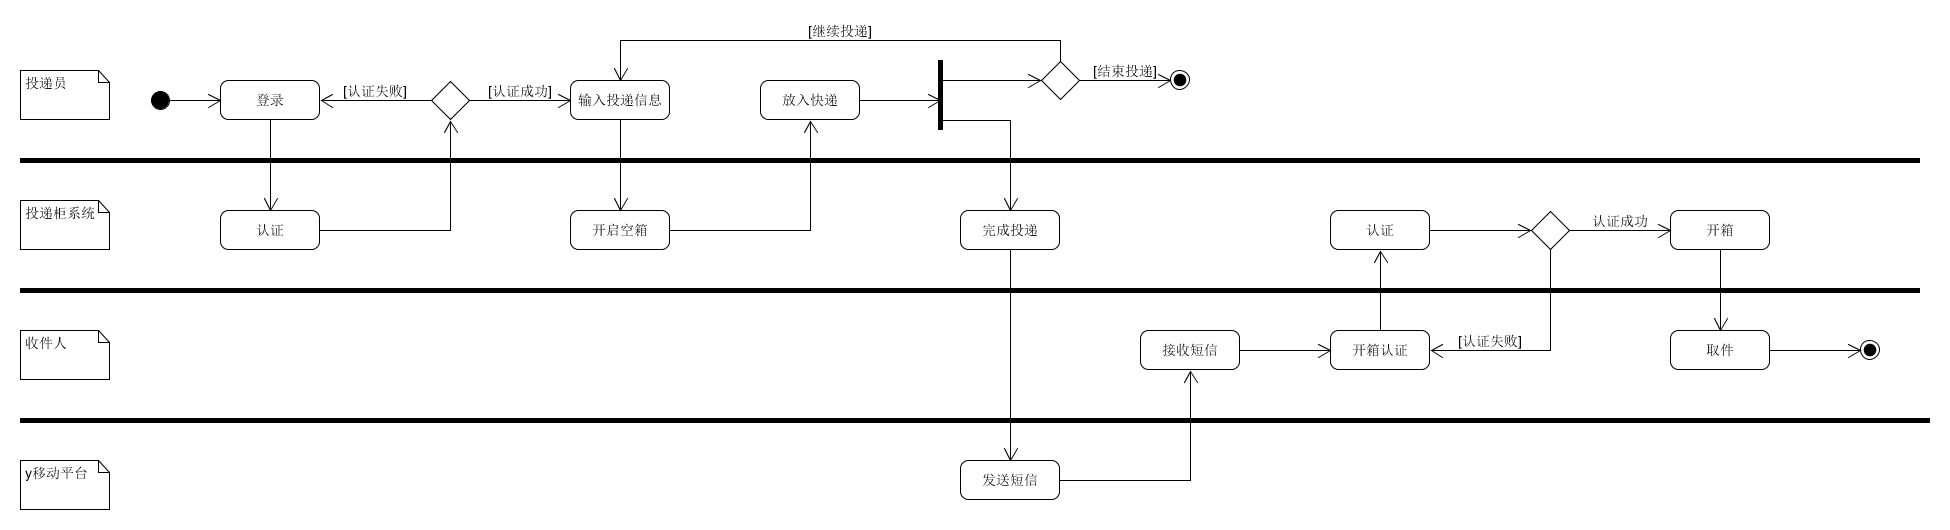 [继续投递]
投递员
登录
[认证失败]
[认证成功]
输入投递信息
放入快递
[结束投递]
投递柜系统
认证
开启空箱
完成投递
认证
认证成功
开箱
收件人
接收短信
开箱认证
[认证失败]
取件
y移动平台
发送短信